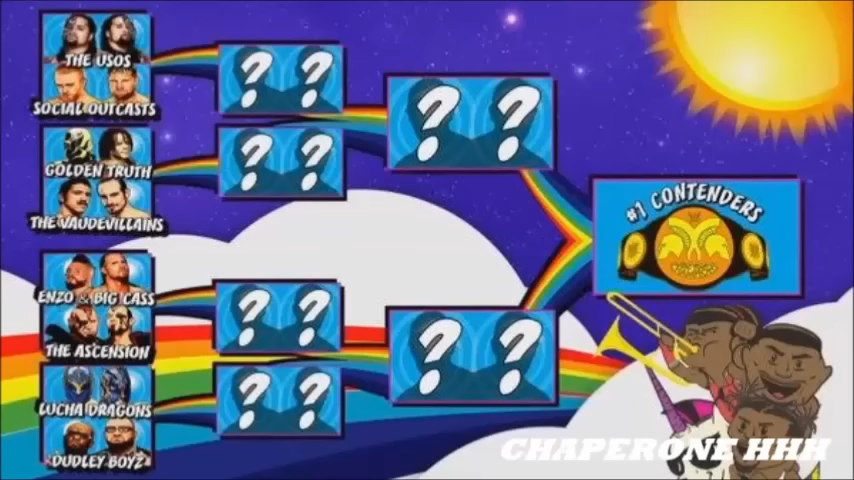 THE USOS
SOCIAL OUTCASTS
GOLDEN TRUTH
THE VAUDEVILLAINS
ENZO & BIG CASS
THE ASCENSION
LUCHA DRAGONS
DUDLEY BOYZ
? ?
? ?
? ?
? ?
? ?
? ?
#1 CONTENDERS
CHAPERONE HHH